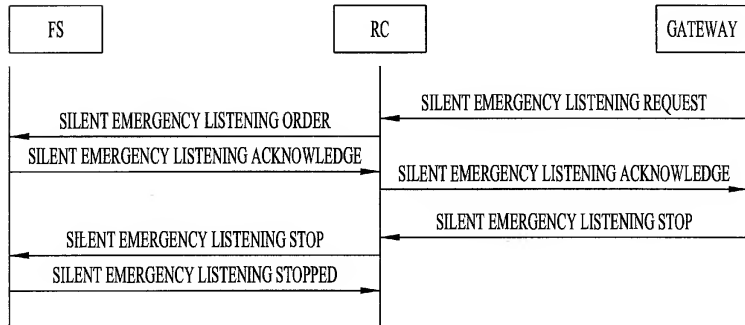 FS
RC
GATEWAY
SILENT EMERGENCY LISTENING REQUEST
SILENT EMERGENCY LISTENING ORDER
SILENT EMERGENCY LISTENING ACKNOWLEDGE
SILENT EMERGENCY LISTENING ACKNOWLEDGE
SILENT EMERGENCY LISTENING STOP
SILENT EMERGENCY LISTENING STOP
SILENT EMERGENCY LISTENING STOPPED